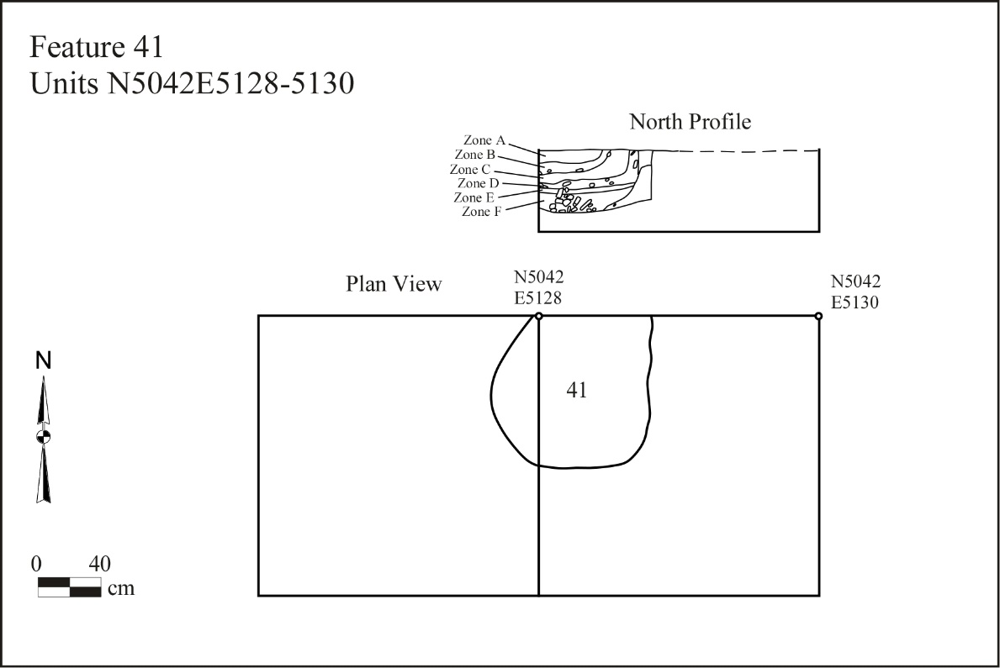 Feature 41
Units N5042E5128-5130
North Profile
Zone A
Zone B
Zone C
Zone D
Zone E
Zone F
Plan View
N5042
E5128
N5042
E5130
N
41
0 40
cm